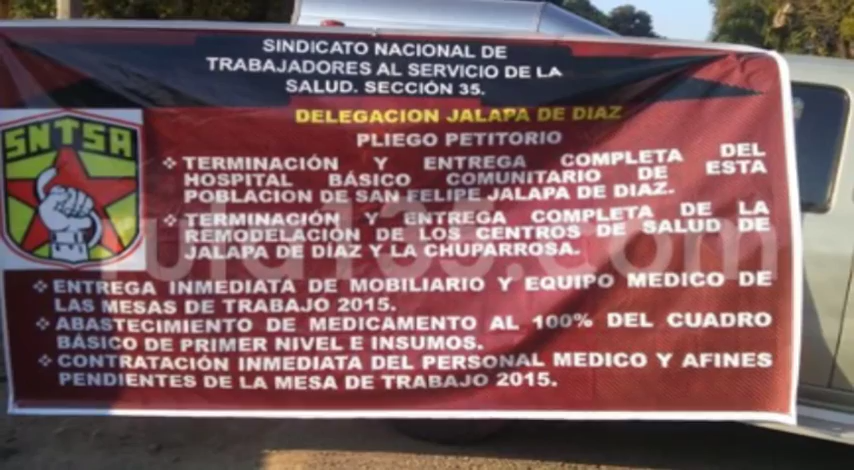 SINDICATO NACIONAL DE
TRABAJADORES AL SERVICIO DE LA
SALUD. SECCIÓN 35.
DELEGACION JALAPA DE DIAZ
PLIEGO PETITORIO
SNTSA
❖ TERMINACIÓN Y ENTREGA COMPLETA DEL
HOSPITAL BÁSICO COMUNITARIO DE ESTA
POBLACION DE SAN FELIPE JALAPA DE DIAZ.
❖ TERMINACIÓN Y ENTREGA COMPLETA DE LA
REMODELACIÓN DE LOS CENTROS DE SALUD DE
JALAPA DE DÍAZ Y LA CHUPARROSA.
❖ ENTREGA INMEDIATA DE MOBILIARIO Y EQUIPO MEDICO DE
LAS MESAS DE TRABAJO 2015.
❖ ABASTECIMIENTO DE MEDICAMENTO AL 100% DEL CUADRO
BÁSICO DE PRIMER NIVEL E INSUMOS.
❖ CONTRATACIÓN INMEDIATA DEL PERSONAL MEDICO Y AFINES
PENDIENTES DE LA MESA DE TRABAJO 2015.
ruta135.com